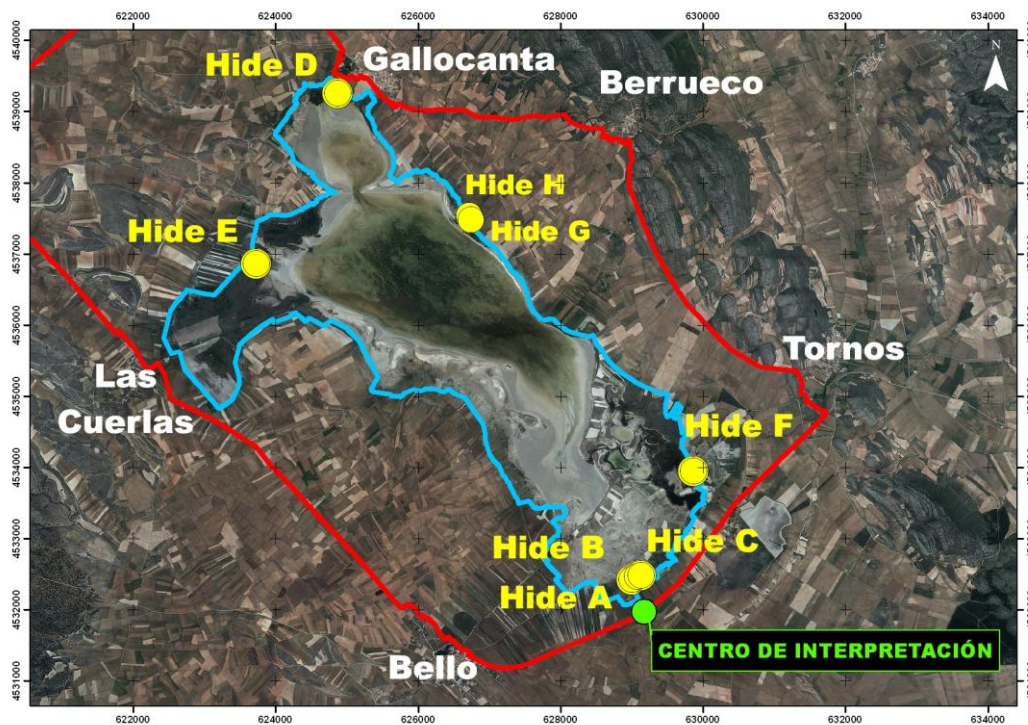 622000 624000 626000 628000 630000 632000 634000
N
4540000
Gallocanta
Hide D
Berrueco
4539000
4538000
Hide H
Hide E
Hide G
4537000
4536000
Tornos
Las
Cuerlas
4535000
Hide F
4534000
4533000
Hide B
Hide C
Hide A
4532000
CENTRO DE INTERPRETACIÓN
Bello
4531000
622000 624000 626000 628000 630000 632000 634000